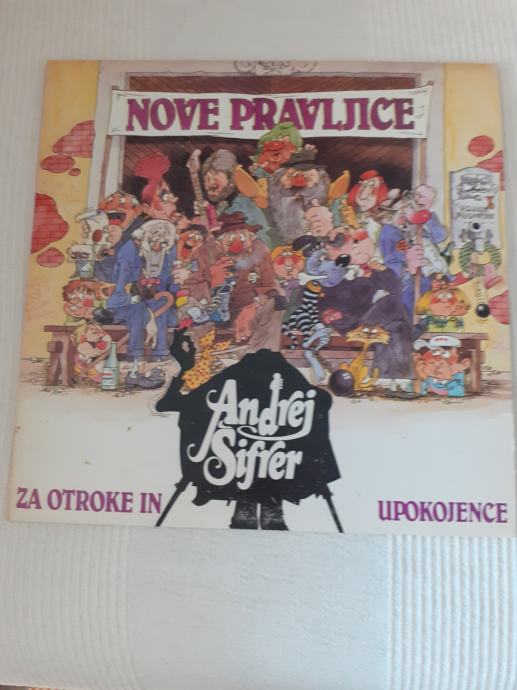 NOVE PRAVLJICE
Andrej
Šifrer
ZA OTROKE IN UPOKOJENCE